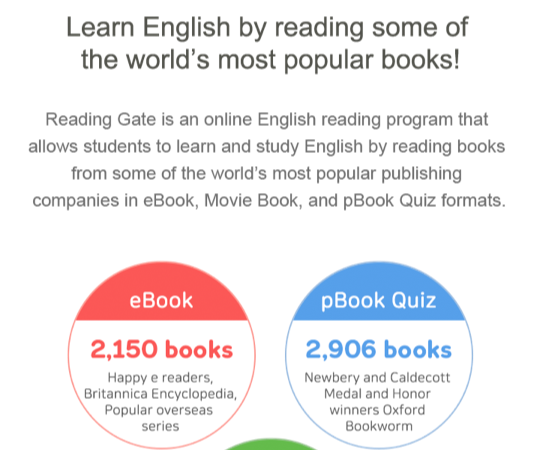 Learn English by reading some of
the world's most popular books!
Reading Gate is an online English reading program that
allows students to learn and study English by reading books
from some of the world's most popular publishing
companies in eBook, Movie Book, and pBook Quiz formats.
eBook
2,150 books
Happy e readers,
Britannica Encyclopedia,
Popular overseas
series
pBook Quiz
2,906 books
Newbery and Caldecott
Medal and Honor
winners Oxford
Bookworm